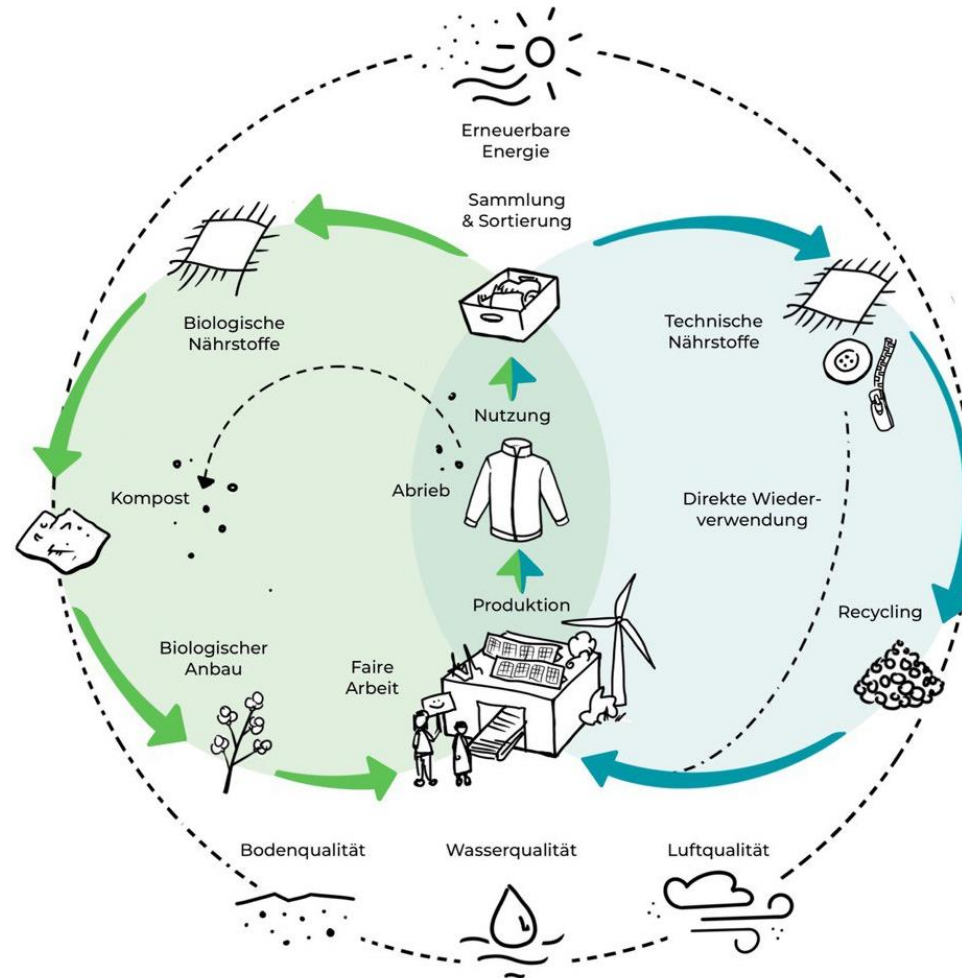 Erneuerbare
Energie
Sammlung
& Sortierung
Biologische
Nährstoffe
Technische
Nährstoffe
Nutzung
Kompost
Abrieb
Direkte Wieder-
verwendung
Produktion
Recycling
Biologischer
Anbau
Faire
Arbeit
Bodenqualität
Wasserqualität
Luftqualität